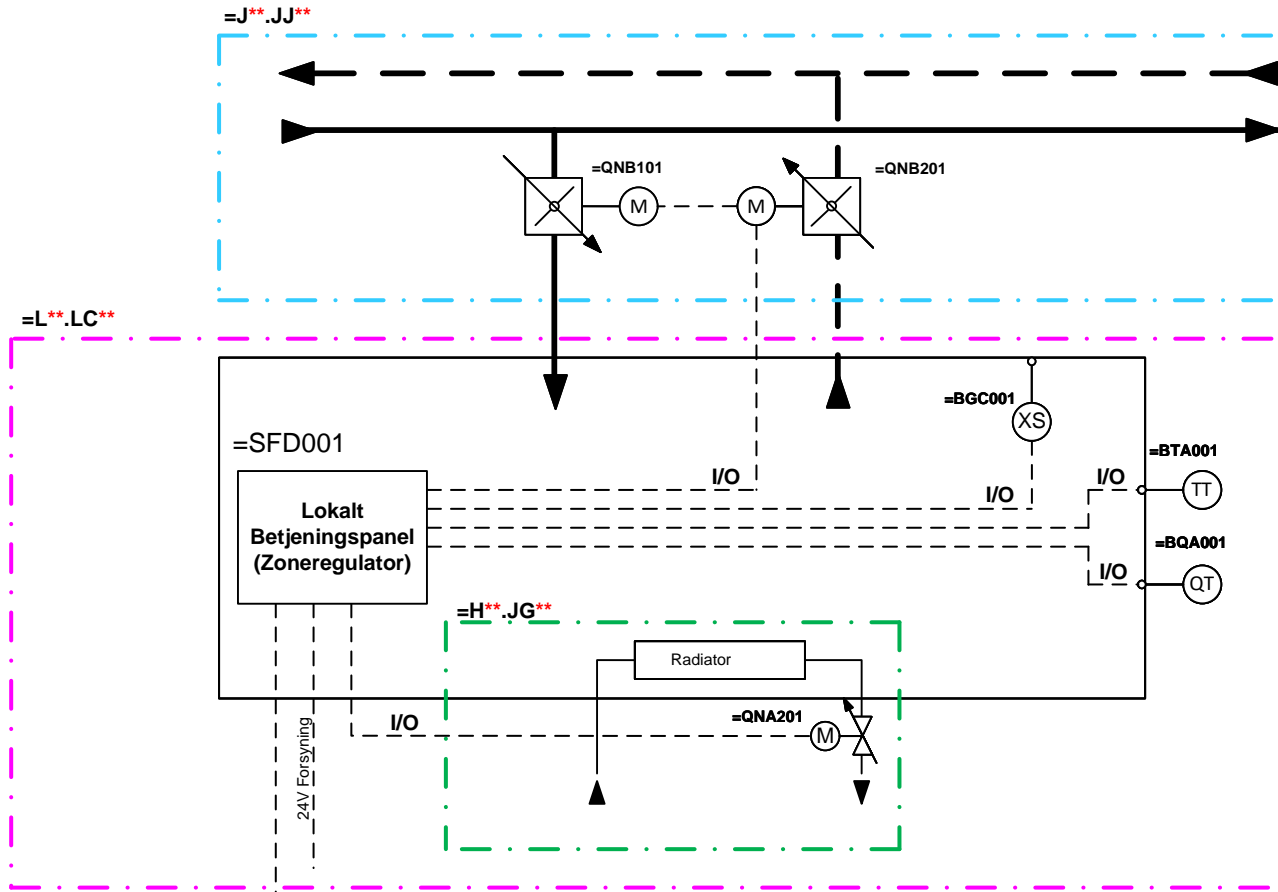 =J**.JJ**
=QNB101
=QNB201
M
M
=L**.LC**
=BGC001
XS
=SFD001
=BTA001
I/O
I/O
TT
Lokalt
Betjeningspanel
(Zoneregulator)
I/O
=BQA001
I/O
QT
=H**.JG**
Radiator
=QNA201
I/O
M
24V Forsyning